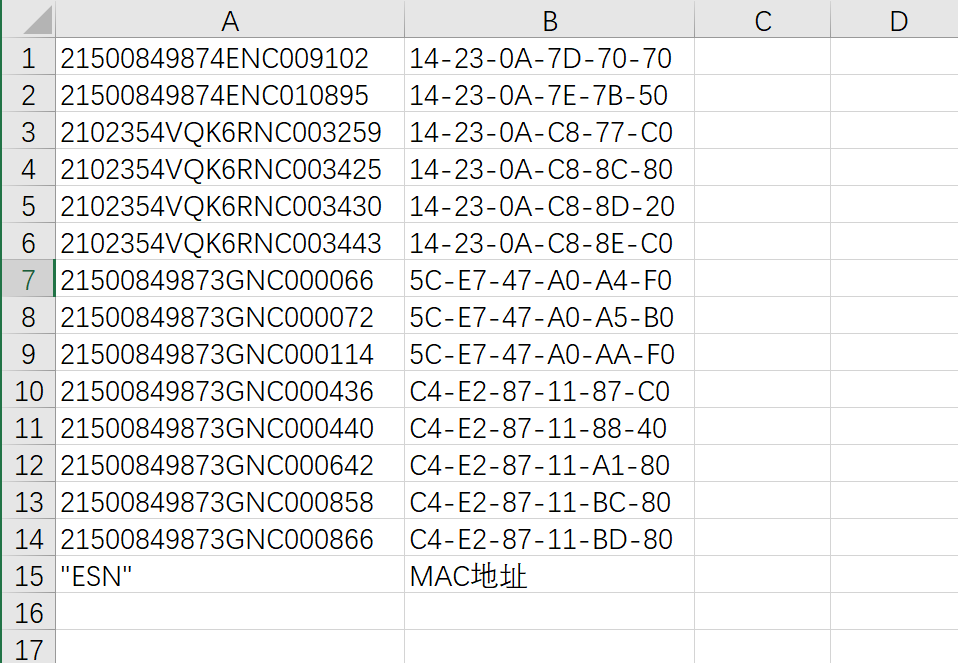 A B C D
1 21500849874ENC009102 14-23-0A-7D-70-70
2 21500849874ENC010895 14-23-0A-7E-7B-50
3 2102354VQK6RNC003259 14-23-0A-C8-77-C0
4 2102354VQK6RNC003425 14-23-0A-C8-8C-80
5 2102354VQK6RNC003430 14-23-0A-C8-8D-20
6 2102354VQK6RNC003443 14-23-0A-C8-8E-C0
7 21500849873GNC000066 5C-E7-47-A0-A4-F0
8 21500849873GNC000072 5C-E7-47-A0-A5-B0
9 21500849873GNC000114 5C-E7-47-A0-AA-F0
10 21500849873GNC000436 C4-E2-87-11-87-C0
11 21500849873GNC000440 C4-E2-87-11-88-40
12 21500849873GNC000642 C4-E2-87-11-A1-80
13 21500849873GNC000858 C4-E2-87-11-BC-80
14 21500849873GNC000866 C4-E2-87-11-BD-80
15 "ESN" MAC地址
16
17